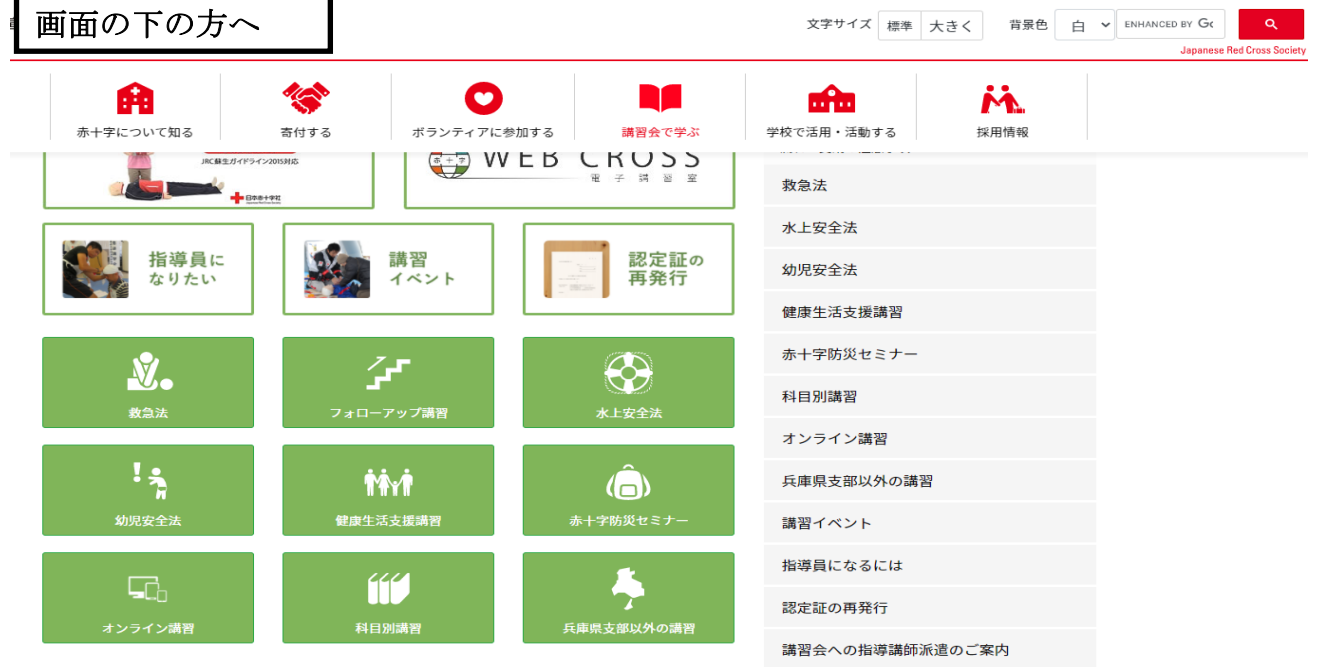 画面の下の方へ
文字サイズ 標準 大きく 背景色 白 ENHANCED BY
Japanese Red Cross Society
赤十字について知る 寄付する ボランティアに参加する 講習会で学ぶ 学校で活用・活動する 採用情報
JRC蘇生ガイドライン2015対応
日本赤十字社
赤十字 WEB CROSS
電子講習室
指導員に
なりたい
講習
イベント
認定証の
再発行
救急法 フォローアップ講習 水上安全法
幼児安全法 健康生活支援講習 赤十字防災セミナー
オンライン講習 科目別講習 兵庫県支部以外の講習
救急法
水上安全法
幼児安全法
健康生活支援講習
赤十字防災セミナー
科目別講習
オンライン講習
兵庫県支部以外の講習
講習イベント
指導員になるには
認定証の再発行
講習会への指導講師派遣のご案内